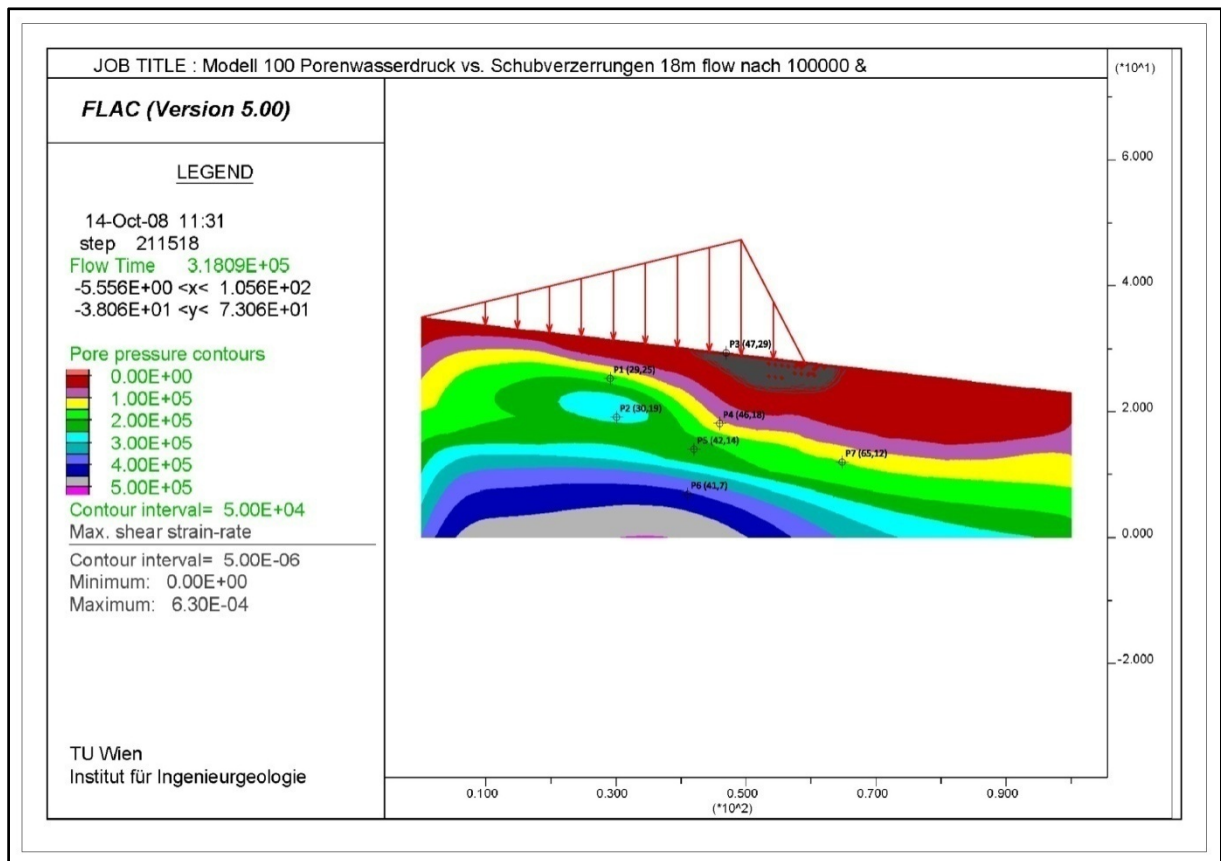 JOB TITLE : Modell 100 Porenwasserdruck vs. Schubverzerrungen 18m flow nach 100000 &
FLAC (Version 5.00)
LEGEND
14-Oct-08 11:31
step 211518
Flow Time 3.1809E+05
-5.556E+00 <x< 1.056E+02
-3.806E+01 <y< 7.306E+01
Pore pressure contours
0.00E+00
1.00E+05
2.00E+05
3.00E+05
4.00E+05
5.00E+05
Contour interval= 5.00E+04
Max. shear strain-rate
Contour interval= 5.00E-06
Minimum: 0.00E+00
Maximum: 6.30E-04
TU Wien
Institut für Ingenieurgeologie
P3 (47,29)
P1 (29,25)
P2 (30,19)
P4 (46,18)
P5 (42,14)
P7 (65,12)
P6 (41,7)
(*10^1)
6.000
4.000
2.000
0.000
-2.000
0.100 0.300 0.500 0.700 0.900
(*10^2)